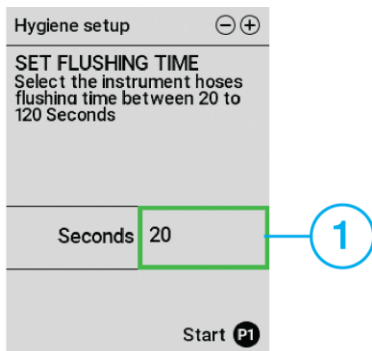 Hygiene setup
SET FLUSHING TIME
Select the instrument hoses
flushing time between 20 to
120 Seconds
Seconds 20
1
Start P1